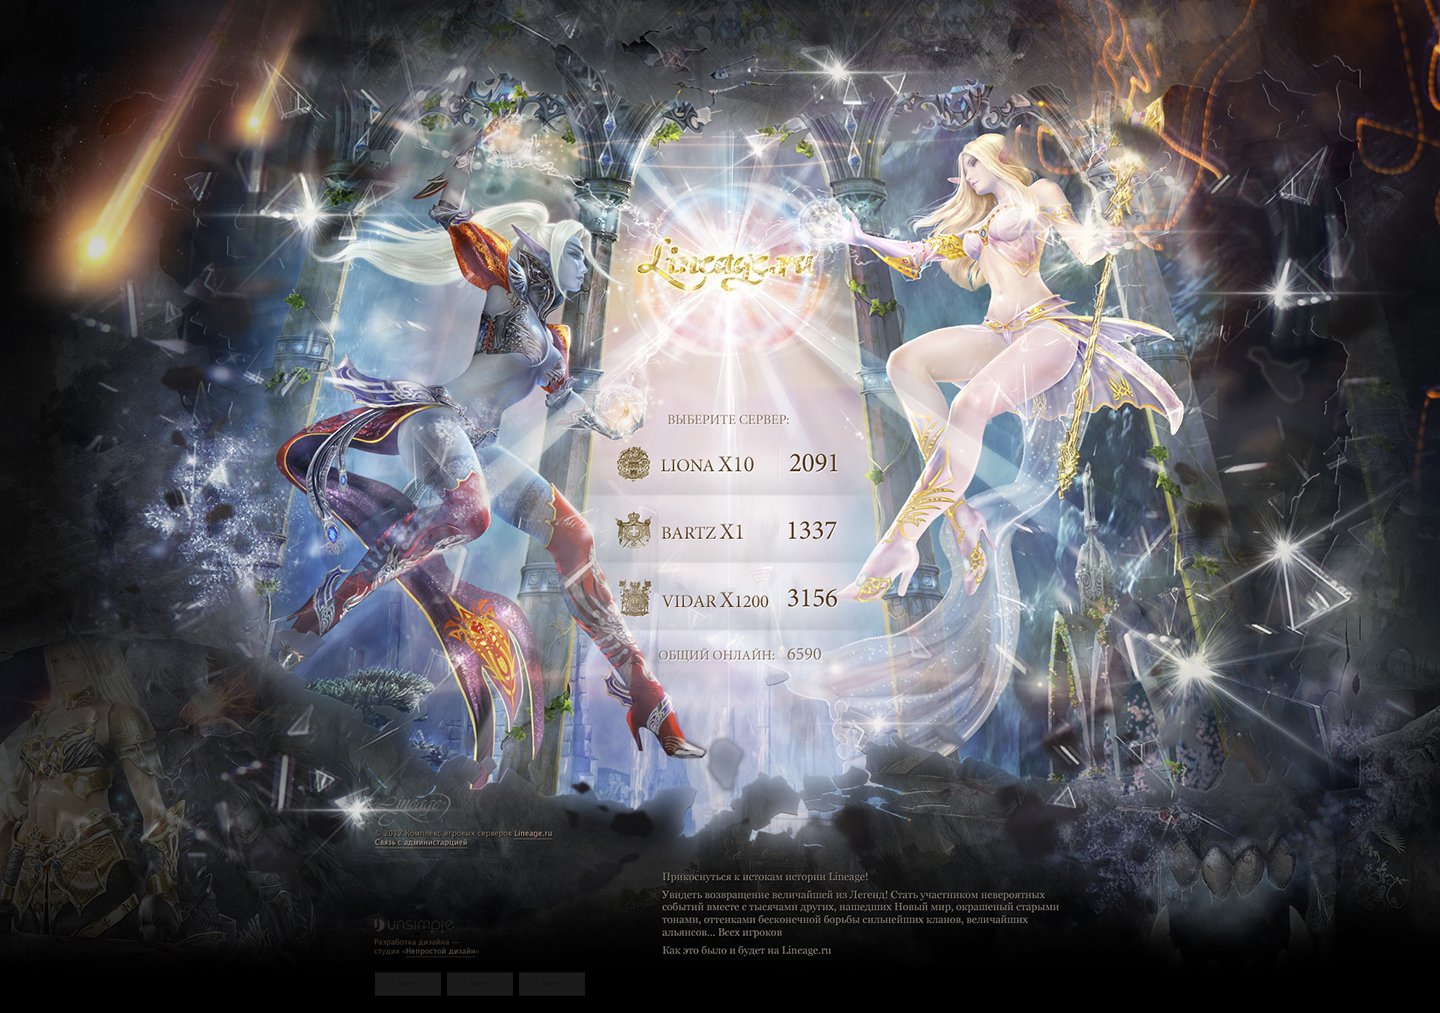 Lineage.ru
ВЫБЕРИТЕ СЕРВЕР:
LIONA X10 2091
BARTZ X1 1337
VIDAR X1200 3156
ОБЩИЙ ОНЛАЙН: 6590
Lineage
© 2012 Комплекс игровых серверов Lineage.ru
Связь с администарцией
Прикоснуться к истокам истории Lineage!
Увидеть возвращение величайшей из Легенд! Стать участником невероятных
событий вместе с тысячами других, нашедших Новый мир, окрашеный старыми
тонами, оттенками бесконечной борьбы сильнейших кланов, величайших
альянсов... Всех игроков
Как это было и будет на Lineage.ru
unsimple
Разработка дизайна —
студия «Непростой дизайн»